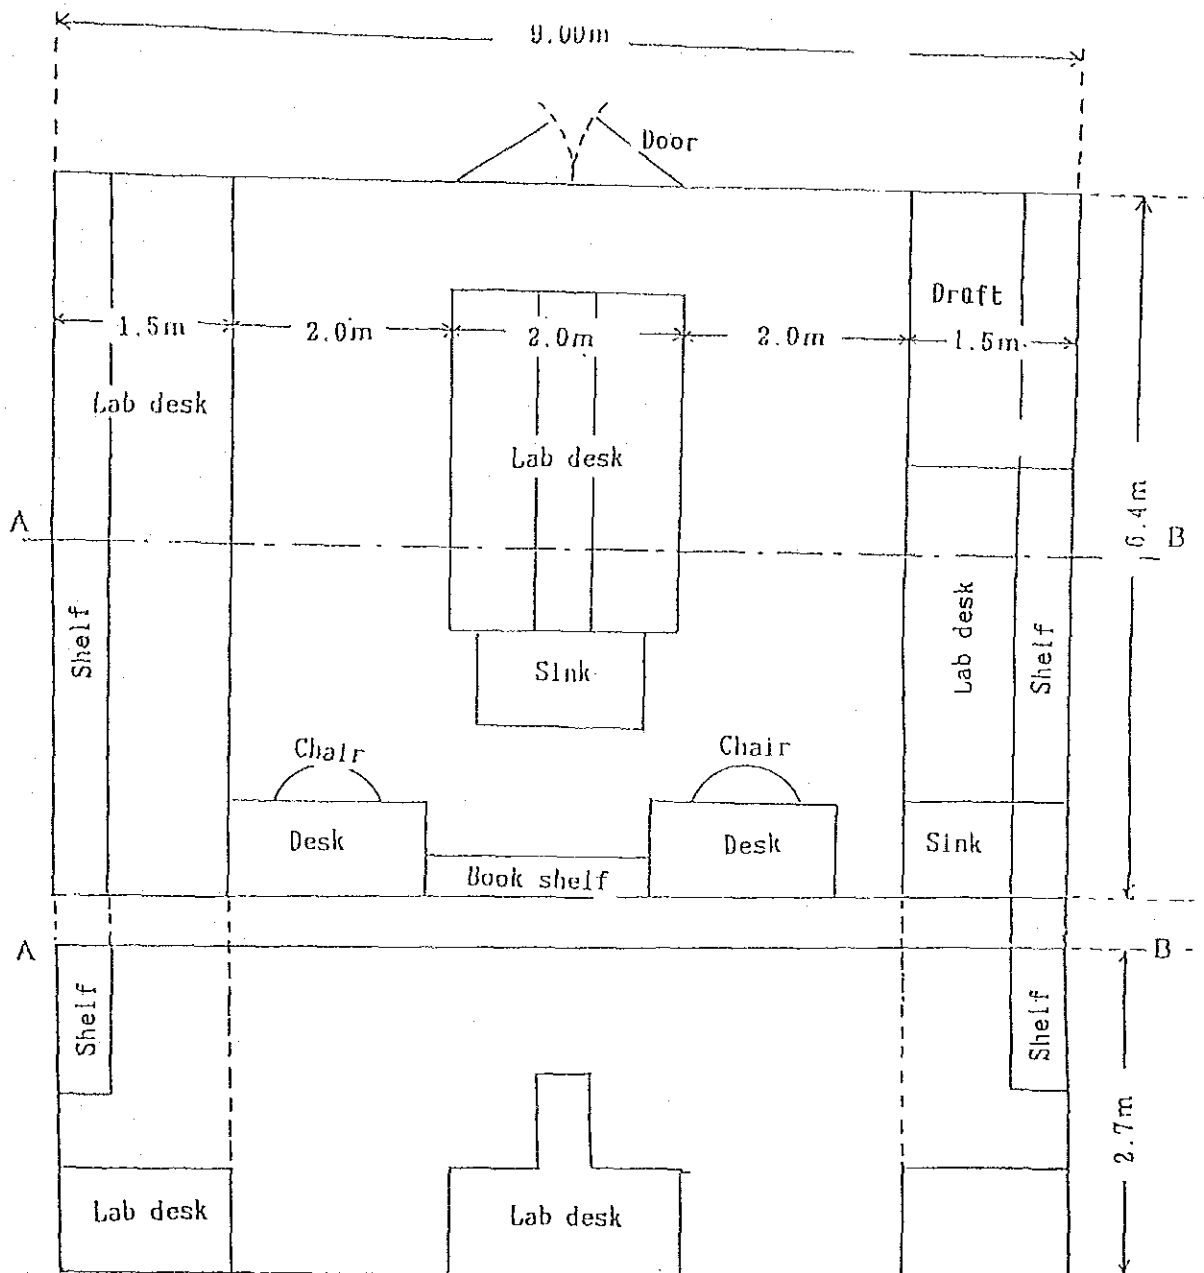 9.00m
Door
Draft
1.5m
2.0m
2.0m
2.0m
1.5m
Lab desk
Lab desk
6.4m
A
B
Shelf
Lab desk
Shelf
Sink
Chair
Chair
Desk
Desk
Sink
Book shelf
A
B
Shelf
Shelf
2.7m
Lab desk
Lab desk